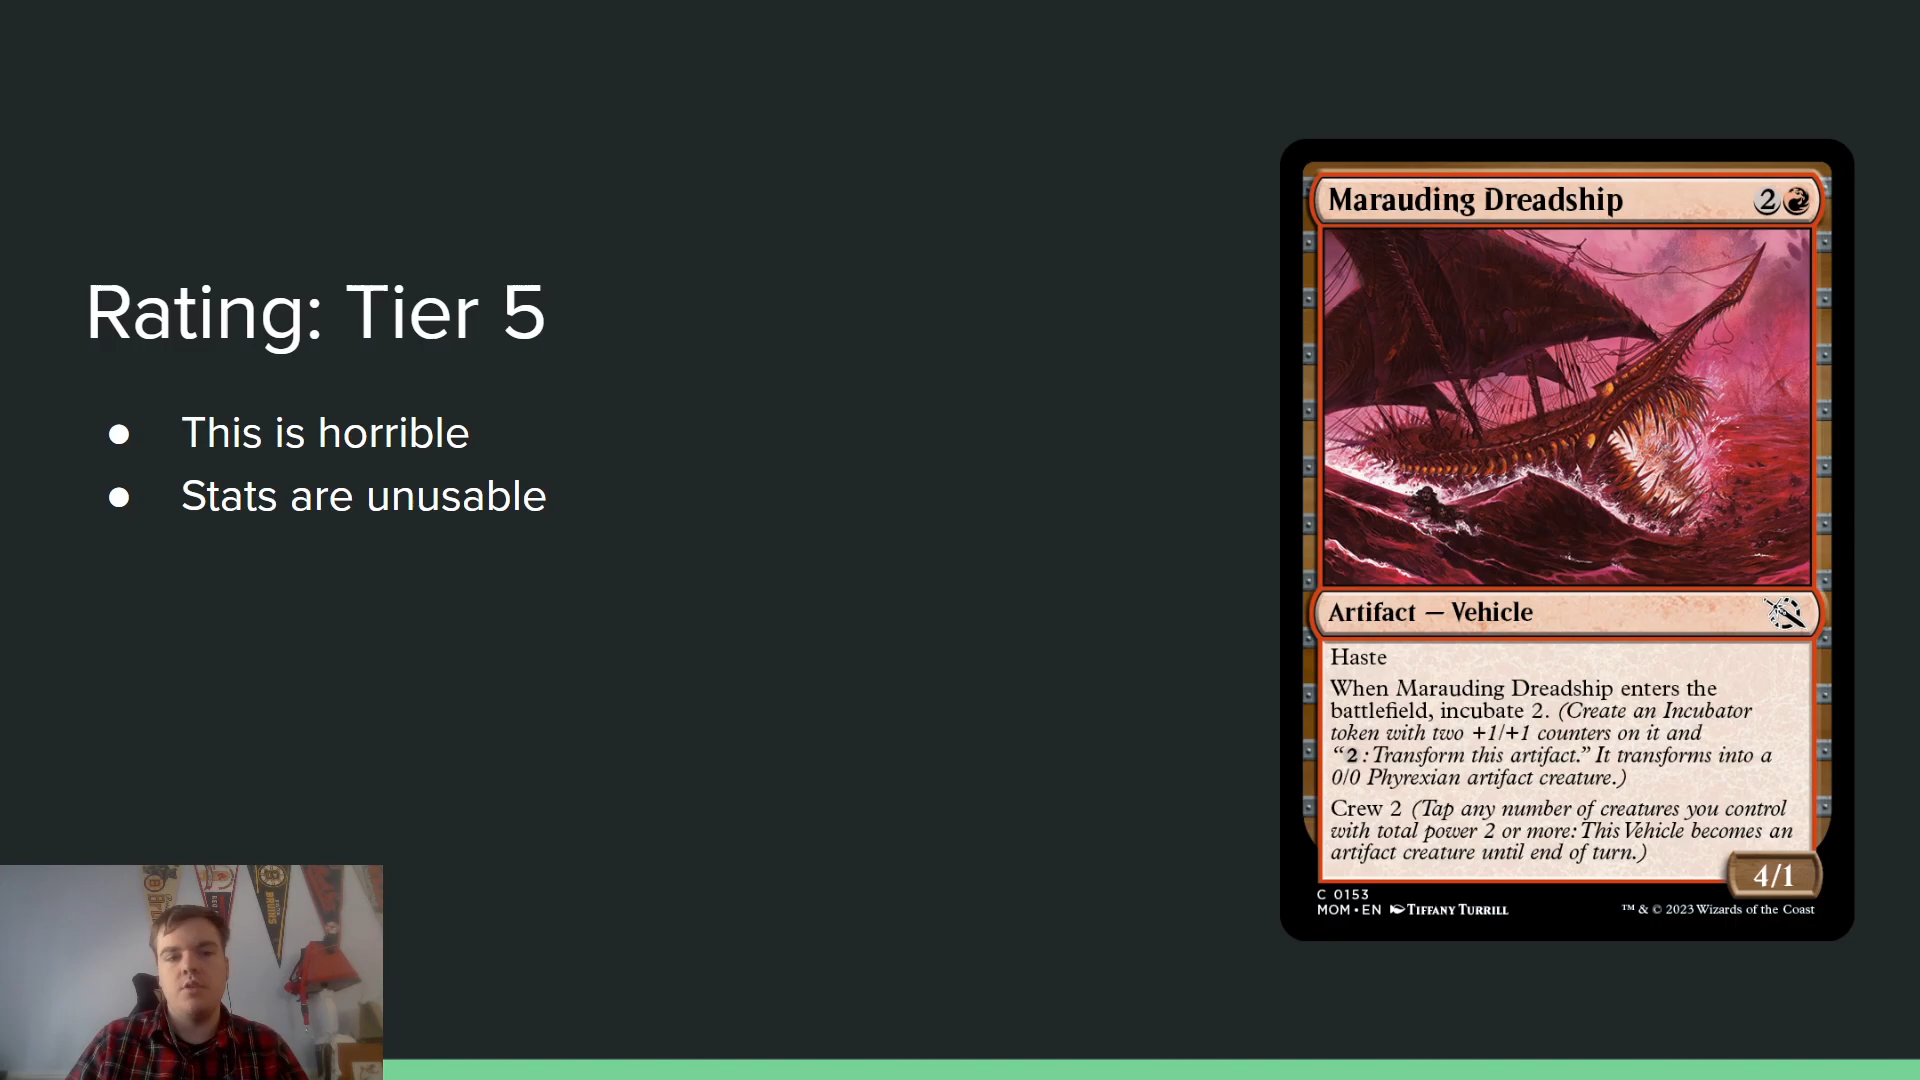 Rating: Tier 5
● This is horrible
● Stats are unusable
Marauding Dreadship 2
Artifact — Vehicle
Haste
When Marauding Dreadship enters the
battlefield, incubate 2. (Create an Incubator
token with two +1/+1 counters on it and
“2: Transform this artifact.” It transforms into a
0/0 Phyrexian artifact creature.)
Crew 2 (Tap any number of creatures you control
with total power 2 or more: This Vehicle becomes an
artifact creature until end of turn.)
4/1
C 0153
MOM • EN TIFFANY TURRILL
™ & © 2023 Wizards of the Coast
BRUINS